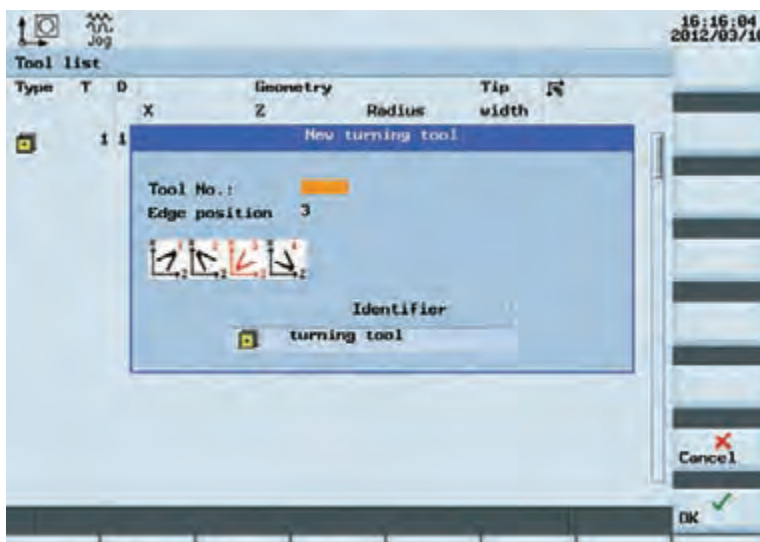 16:16:04
Jog
2012/03/10
Tool list
Type T D Geometry Tip
X Z Radius width
1 1
New turning tool
Tool No.:
Edge position 3
Identifier
turning tool
Cancel
OK